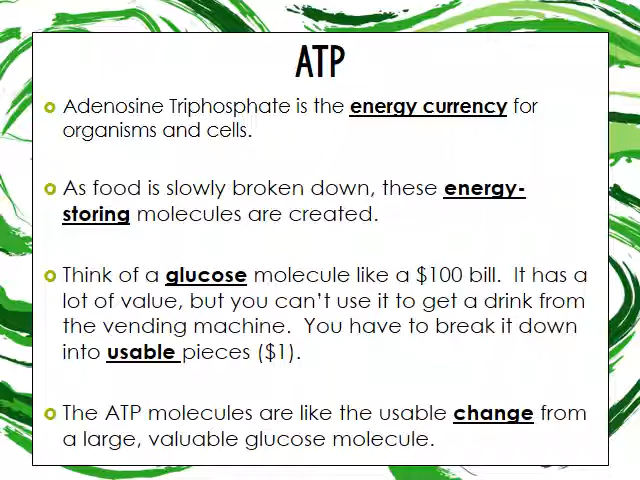 ATP
Adenosine Triphosphate is the energy currency for
organisms and cells.
As food is slowly broken down, these energy-
storing molecules are created.
Think of a glucose molecule like a $100 bill.  It has a
lot of value, but you can't use it to get a drink from
the vending machine.  You have to break it down
into usable pieces ($1).
The ATP molecules are like the usable change from
a large, valuable glucose molecule.